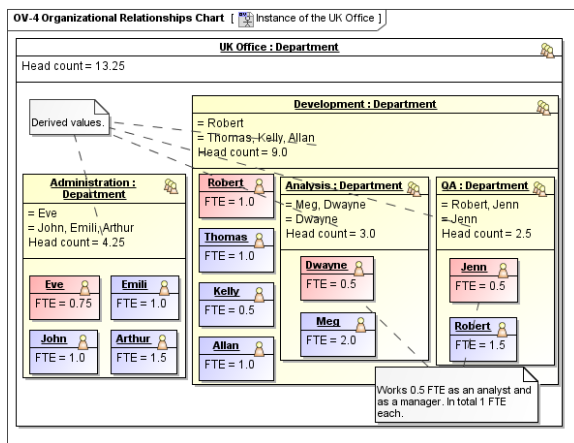 OV-4 Organizational Relationships Chart [ Instance of the UK Office ]
UK Office : Department
Head count = 13.25
Derived values.
Development : Department
= Robert
= Thomas, Kelly, Allan
Head count = 9.0
Administration :
Department
= Eve
= John, Emili, Arthur
Head count = 4.25
Eve
FTE = 0.75
Emili
FTE = 1.0
John
FTE = 1.0
Arthur
FTE = 1.5
Robert
FTE = 1.0
Thomas
FTE = 1.0
Kelly
FTE = 0.5
Allan
FTE = 1.0
Analysis : Department
= Meg, Dwayne
= Dwayne
Head count = 3.0
Dwayne
FTE = 0.5
Meg
FTE = 2.0
QA : Department
= Robert, Jenn
= Jenn
Head count = 2.5
Jenn
FTE = 0.5
Robert
FTE = 1.5
Works 0.5 FTE as an analyst and
as a manager. In total 1 FTE
each.